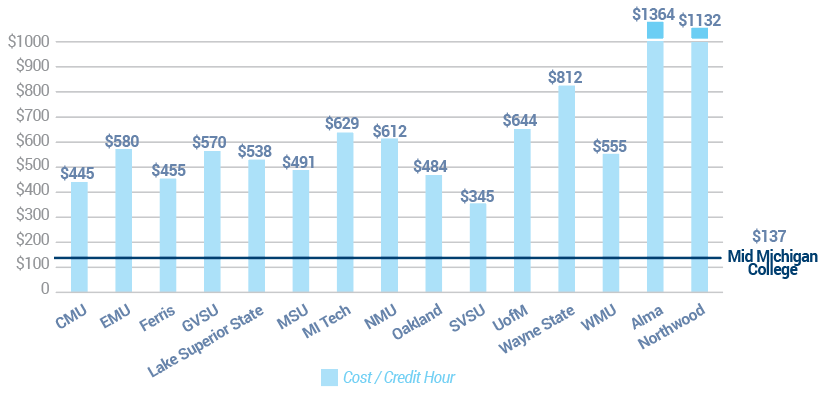 $1364
$1132
$1000
$900
$800
$700
$600
$500
$400
$300
$200
$100
0
$445
$580
$455
$570
$538
$491
$629
$612
$484
$345
$644
$812
$555
$137
Mid Michigan
College
CMU
EMU
Ferris
GVSU
Lake Superior State
MSU
MI Tech
NMU
Oakland
SVSU
UofM
Wayne State
WMU
Alma
Northwood
Cost / Credit Hour